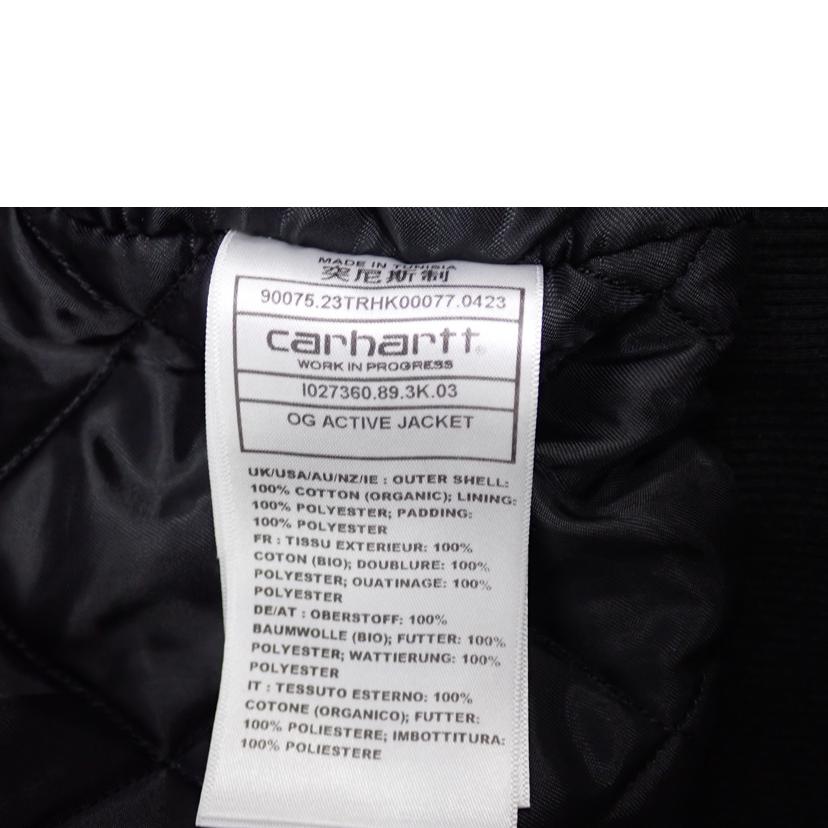 MADE IN TUNISIA
突尼斯制
90075.23TRHK00077.0423
carhartt
WORK IN PROGRESS
I027360.89.3K.03
OG ACTIVE JACKET
UK/USA/AU/NZ/IE : OUTER SHELL:
100% COTTON (ORGANIC); LINING:
100% POLYESTER; PADDING:
100% POLYESTER
FR : TISSU EXTERIEUR: 100%
COTON (BIO); DOUBLURE: 100%
POLYESTER; OUATINAGE: 100%
POLYESTER
DE/AT : OBERSTOFF: 100%
BAUMWOLLE (BIO); FUTTER: 100%
POLYESTER; WATTIERUNG: 100%
POLYESTER
IT : TESSUTO ESTERNO: 100%
COTONE (ORGANICO); FUTTER:
100% POLIESTERE; IMBOTTITURA:
100% POLIESTERE